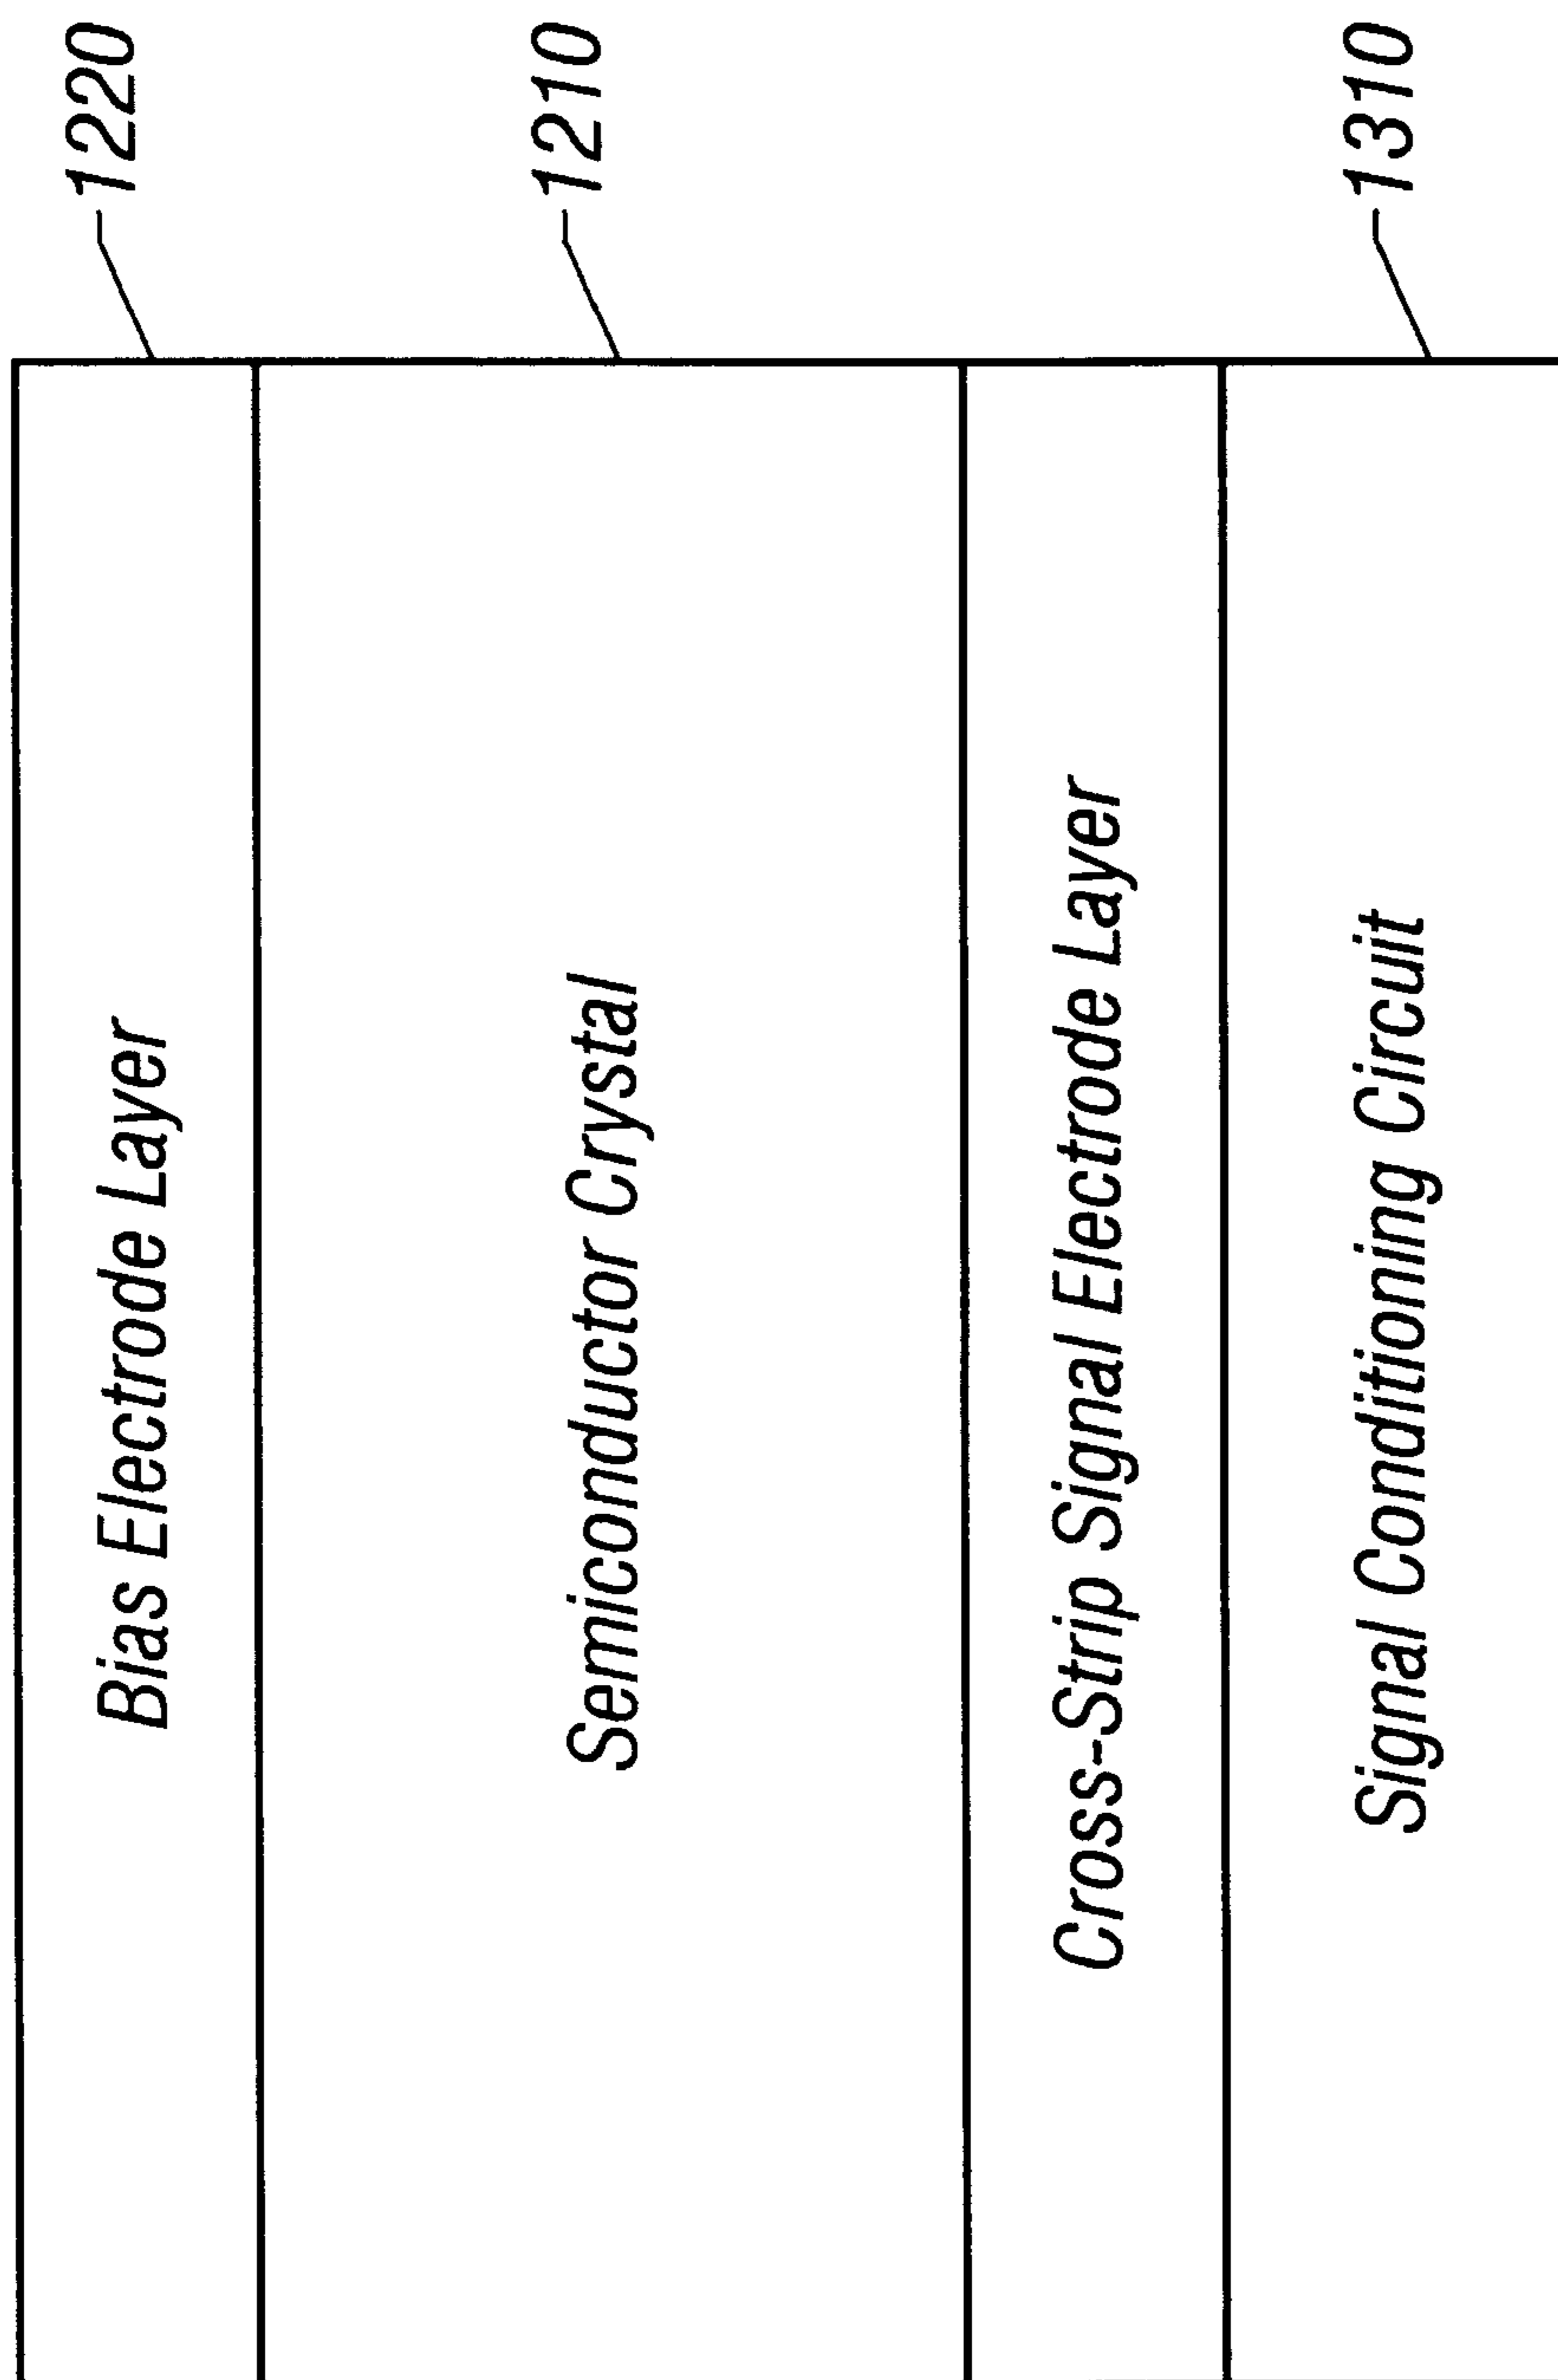 Bias Electrode Layer
1220
Semiconductor Crystal
1210
Cross-Strip Signal Electrode Layer
Signal Conditioning Circuit
1310